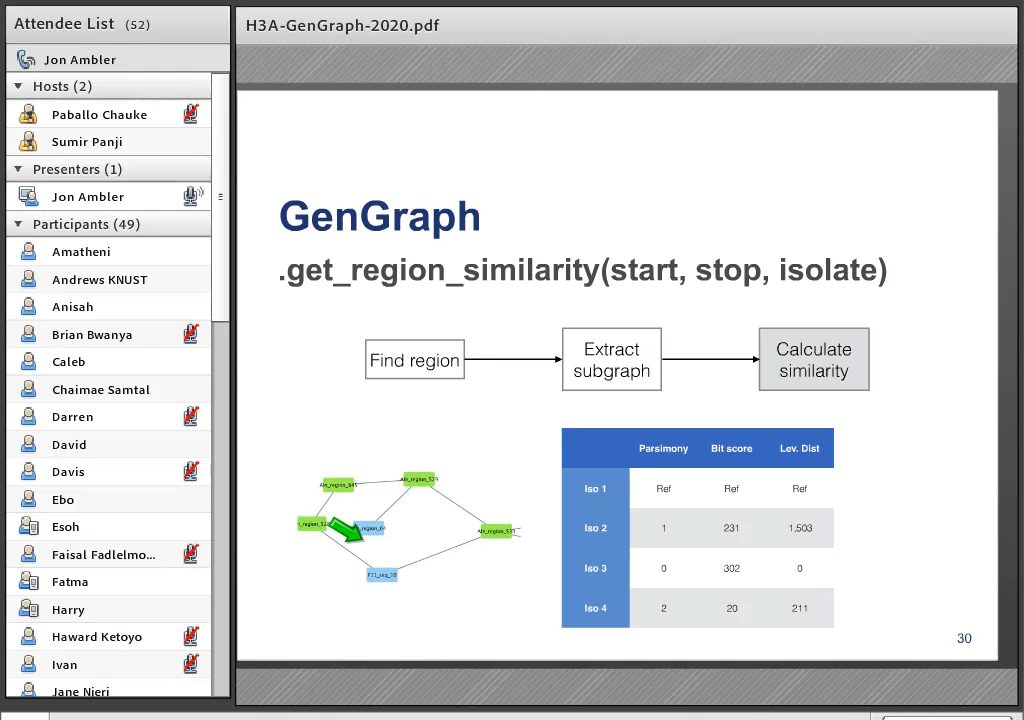 Attendee List (52)
Jon Ambler
Hosts (2)
Paballo Chauke
Sumir Panji
Presenters (1)
Jon Ambler
Participants (49)
Amatheni
Andrews KNUST
Anisah
Brian Bwanya
Caleb
Chaimae Samtal
Darren
David
Davis
Ebo
Esoh
Faisal Fadlelmo...
Fatma
Harry
Haward Ketoyo
Ivan
Jane Njeri
H3A-GenGraph-2020.pdf
GenGraph
.get_region_similarity(start, stop, isolate)
Find region
Extract
subgraph
Calculate
similarity
Aln_region_529
F11_seq_10
Parsimony Bit score Lev. Dist
Iso 1 Ref Ref Ref
Iso 2 1 231 1,503
Iso 3 0 302 0
Iso 4 2 20 211
30